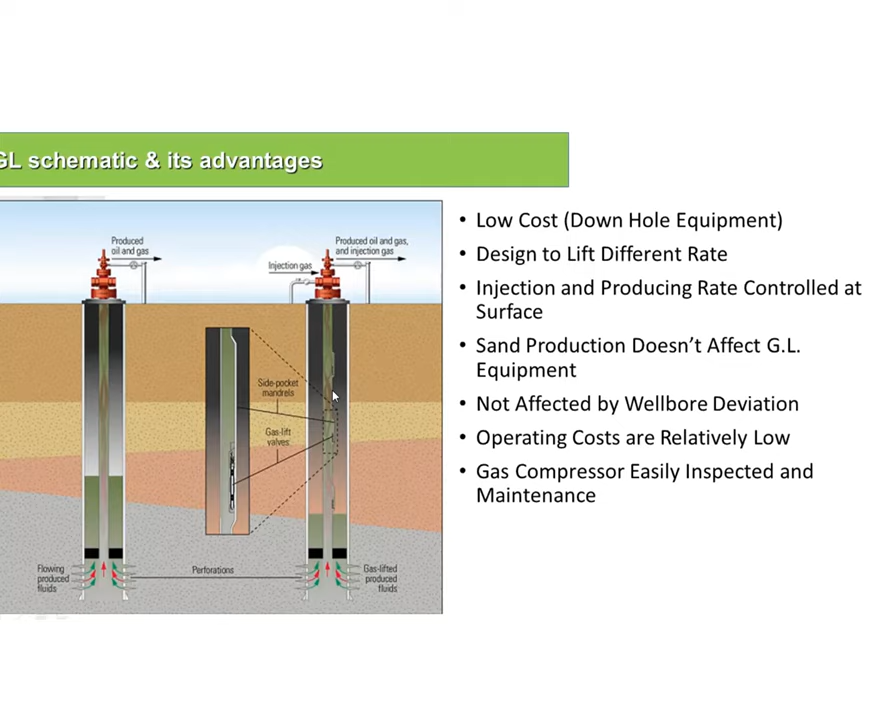 GL schematic & its advantages
Produced
oil and gas
Produced oil and gas,
and injection gas
Injection gas
Side-pocket
mandrels
Gas-lift
valves
Flowing
produced
fluids
Perforations
Gas-lifted
produced
fluids
• Low Cost (Down Hole Equipment)
• Design to Lift Different Rate
• Injection and Producing Rate Controlled at
Surface
• Sand Production Doesn’t Affect G.L.
Equipment
• Not Affected by Wellbore Deviation
• Operating Costs are Relatively Low
• Gas Compressor Easily Inspected and
Maintenance